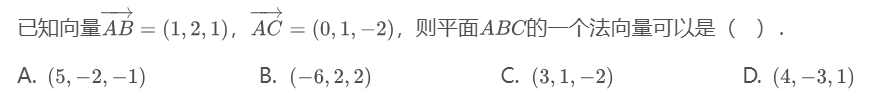 已知向量$\overrightarrow{AB}=(1,2,1)$，$\overrightarrow{AC}=(0,1,-2)$，则平面$ABC$的一个法向量可以是（　）．
A. $(5,-2,-1)$　B. $(-6,2,2)$　C. $(3,1,-2)$　D. $(4,-3,1)$